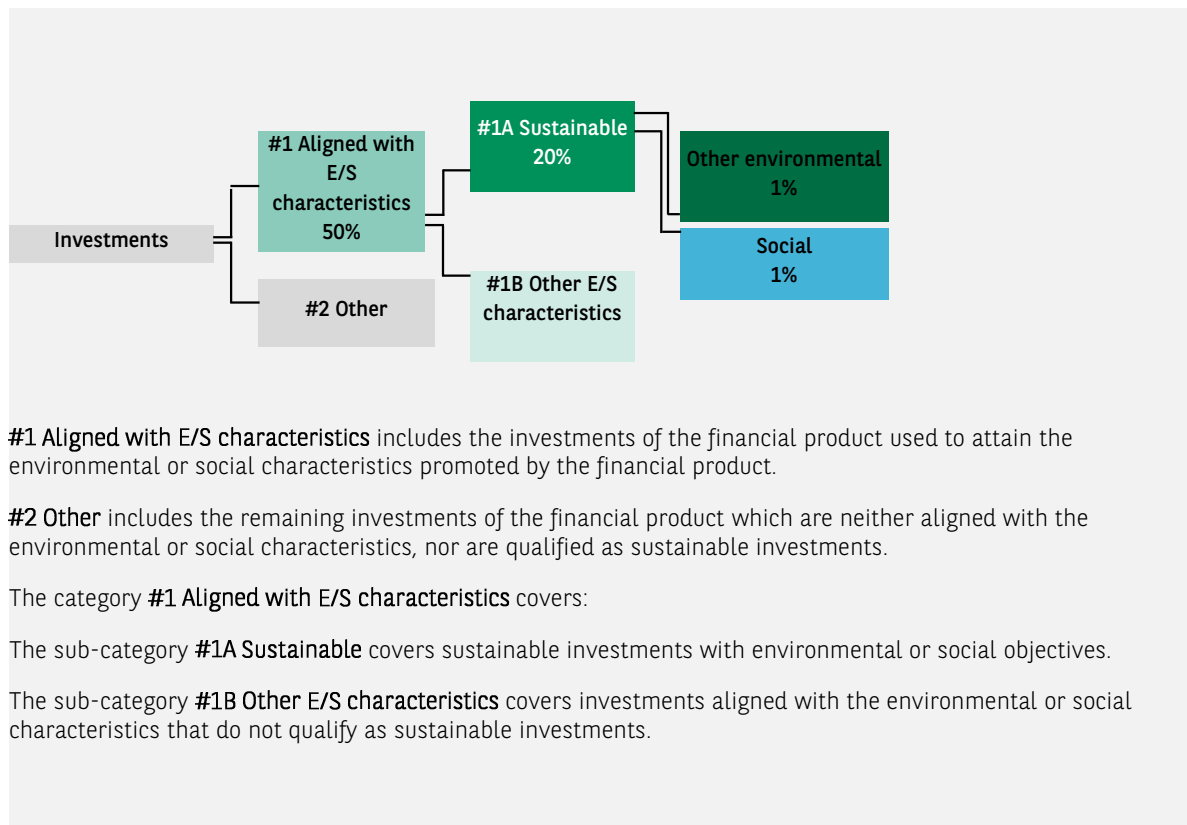 Investments
#1 Aligned with
E/S
characteristics
50%
#2 Other
#1A Sustainable
20%
#1B Other E/S
characteristics
Other environmental
1%
Social
1%
#1 Aligned with E/S characteristics includes the investments of the financial product used to attain the
environmental or social characteristics promoted by the financial product.
#2 Other includes the remaining investments of the financial product which are neither aligned with the
environmental or social characteristics, nor are qualified as sustainable investments.
The category #1 Aligned with E/S characteristics covers:
The sub-category #1A Sustainable covers sustainable investments with environmental or social objectives.
The sub-category #1B Other E/S characteristics covers investments aligned with the environmental or social
characteristics that do not qualify as sustainable investments.